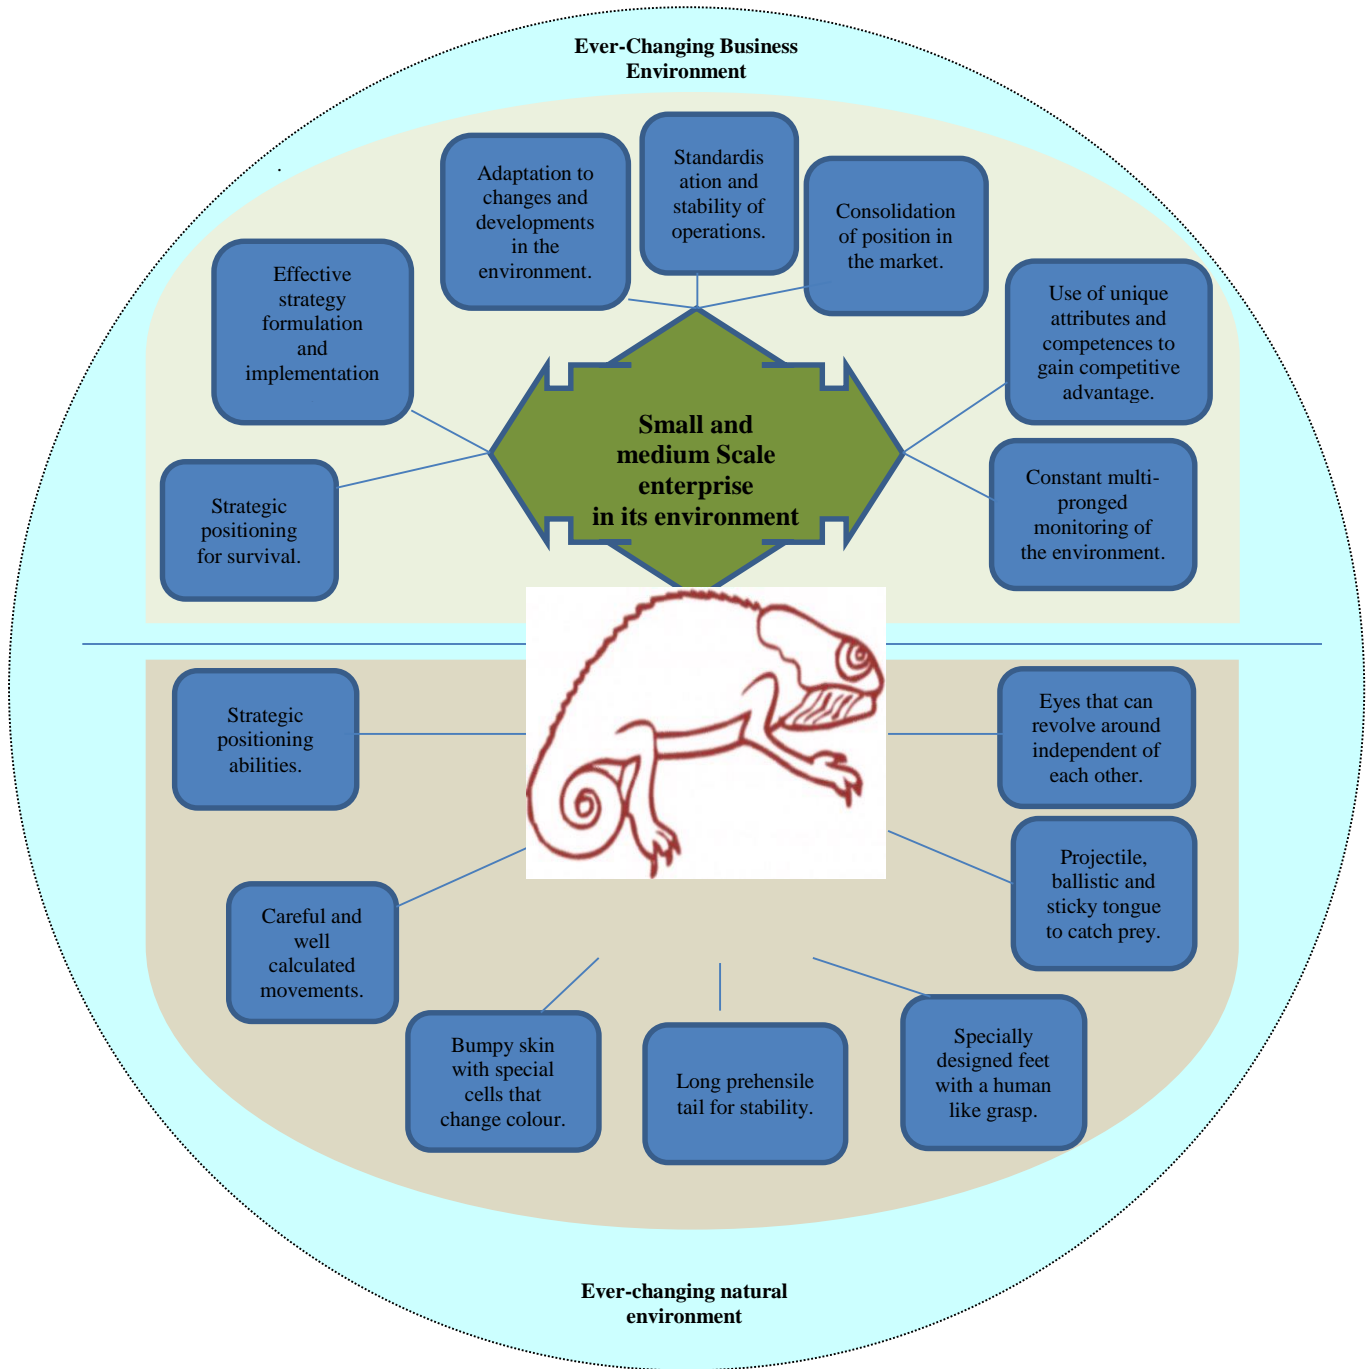 Ever-Changing Business
Environment
Adaptation to
changes and
developments
in the
environment.
Standardis
ation and
stability of
operations.
Consolidation
of position in
the market.
Effective
strategy
formulation
and
implementation
Use of unique
attributes and
competences to
gain competitive
advantage.
Small and
medium Scale
enterprise
in its environment
Strategic
positioning
for survival.
Constant multi-
pronged
monitoring of
the environment.
Strategic
positioning
abilities.
Eyes that can
revolve around
independent of
each other.
Projectile,
ballistic and
sticky tongue
to catch prey.
Careful and
well
calculated
movements.
Bumpy skin
with special
cells that
change colour.
Long prehensile
tail for stability.
Specially
designed feet
with a human
like grasp.
Ever-changing natural
environment